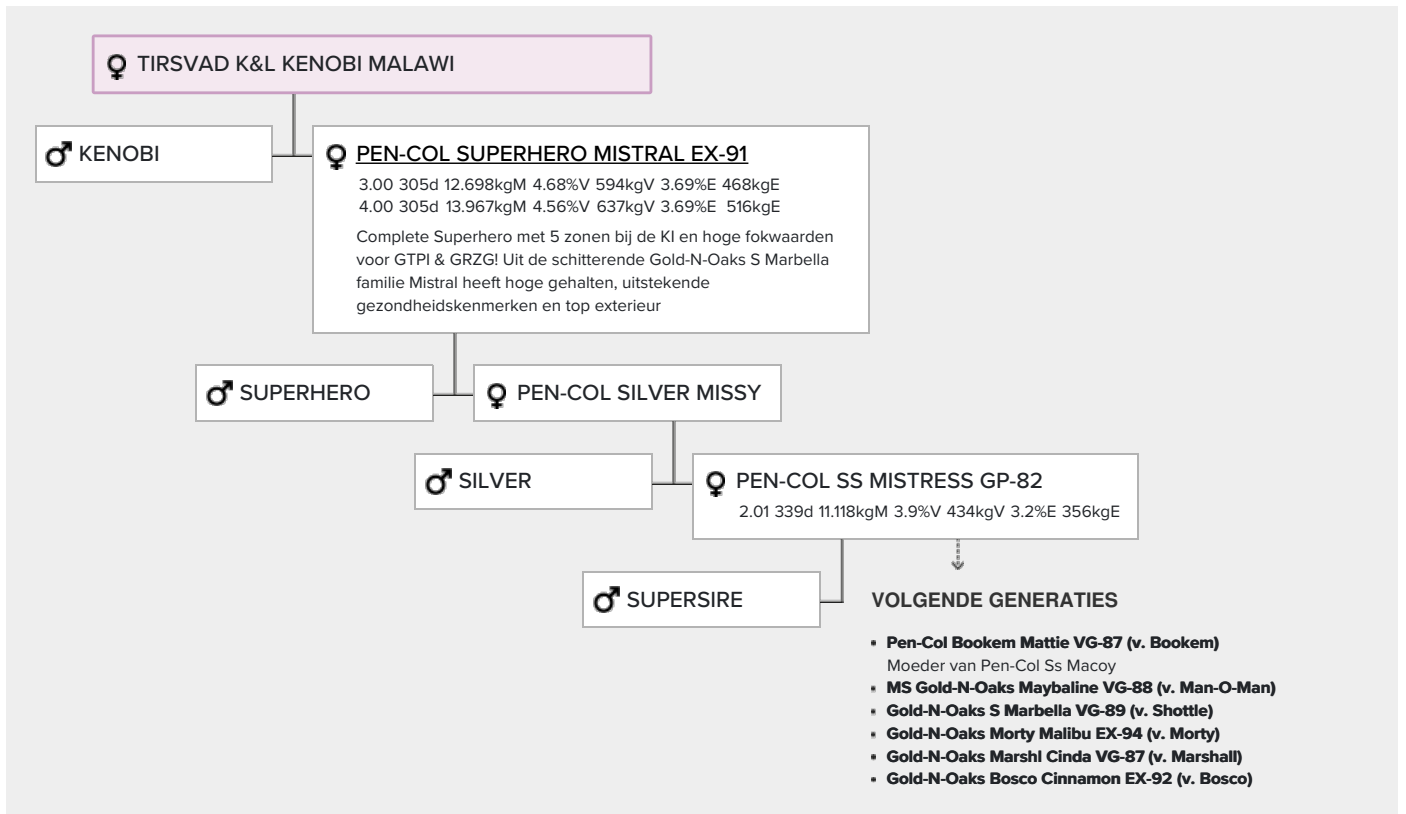 TIRSVAD K&L KENOBI MALAWI
KENOBI
PEN-COL SUPERHERO MISTRAL EX-91
3.00 305d 12.698kgM 4.68%V 594kgV 3.69%E 468kgE
4.00 305d 13.967kgM 4.56%V 637kgV 3.69%E 516kgE
Complete Superhero met 5 zonen bij de KI en hoge fokwaarden
voor GTPI & GRZG! Uit de schitterende Gold-N-Oaks S Marbella
familie Mistral heeft hoge gehalten, uitstekende
gezondheidskenmerken en top exterieur
SUPERHERO
PEN-COL SILVER MISSY
SILVER
PEN-COL SS MISTRESS GP-82
2.01 339d 11.118kgM 3.9%V 434kgV 3.2%E 356kgE
SUPERSIRE
VOLGENDE GENERATIES
Pen-Col Bookem Mattie VG-87 (v. Bookem)
Moeder van Pen-Col Ss Macoy
MS Gold-N-Oaks Maybaline VG-88 (v. Man-O-Man)
Gold-N-Oaks S Marbella VG-89 (v. Shottle)
Gold-N-Oaks Morty Malibu EX-94 (v. Morty)
Gold-N-Oaks Marshl Cinda VG-87 (v. Marshall)
Gold-N-Oaks Bosco Cinnamon EX-92 (v. Bosco)